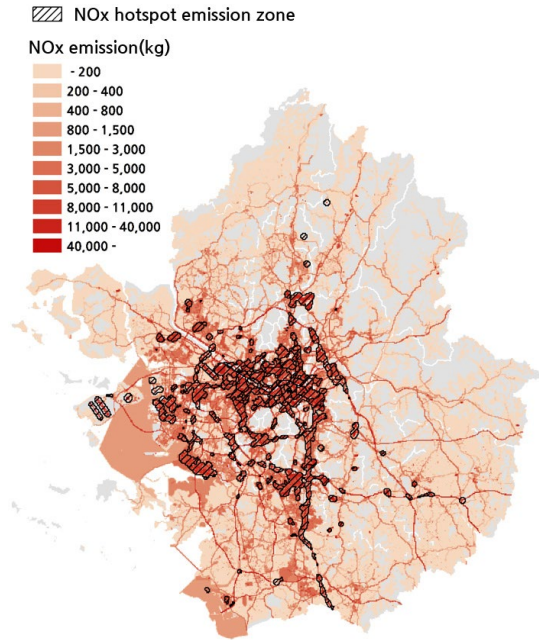 NOx hotspot emission zone
NOx emission(kg)
- 200
200 - 400
400 - 800
800 - 1,500
1,500 - 3,000
3,000 - 5,000
5,000 - 8,000
8,000 - 11,000
11,000 - 40,000
40,000 -